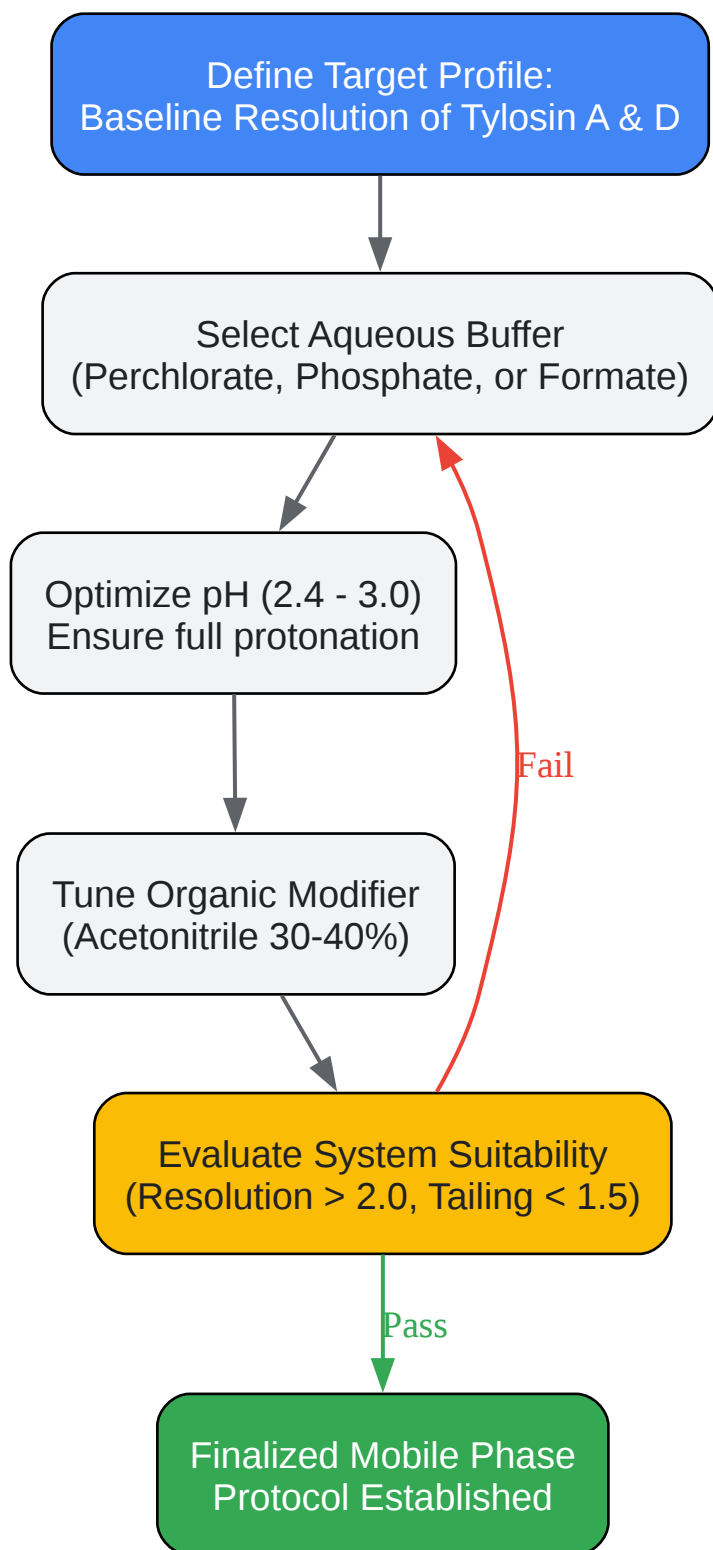 Define Target Profile:
Baseline Resolution of Tylosin A & D
Select Aqueous Buffer
(Perchlorate, Phosphate, or Formate)
Optimize pH (2.4 - 3.0)
Ensure full protonation
Fail
Tune Organic Modifier
(Acetonitrile 30-40%)
Evaluate System Suitability
(Resolution > 2.0, Tailing < 1.5)
Pass
Finalized Mobile Phase
Protocol Established